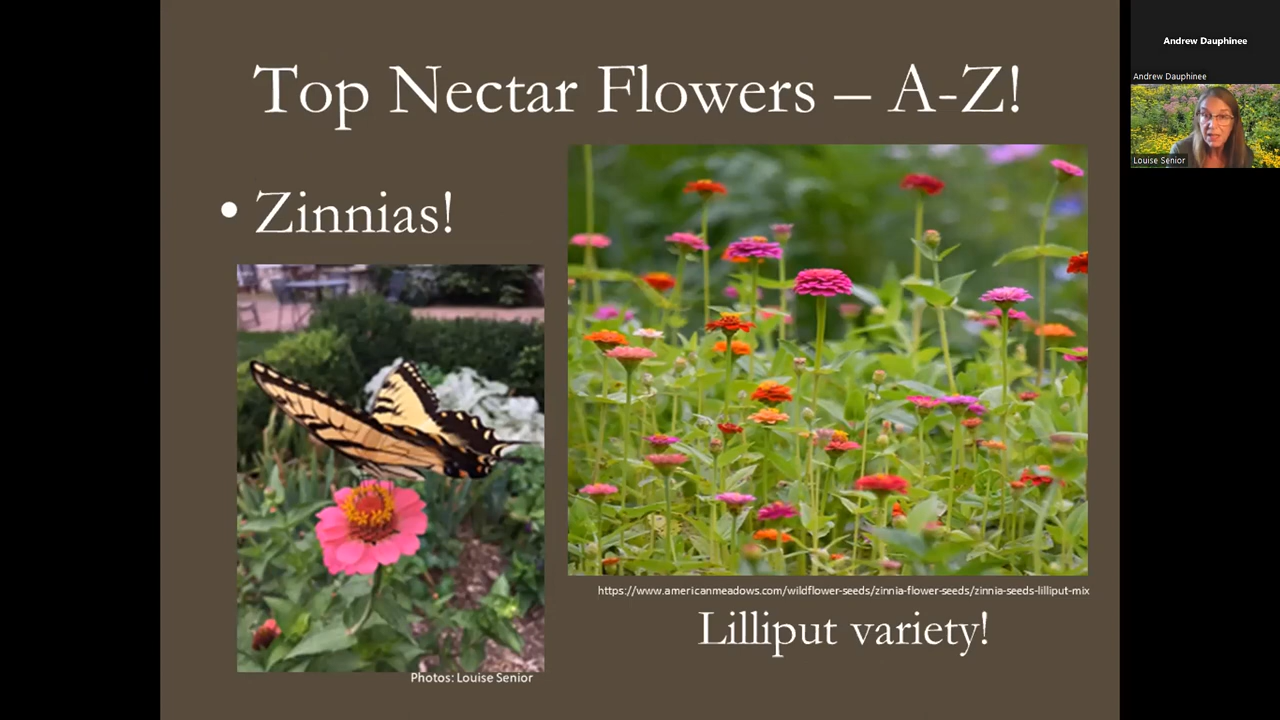 Top Nectar Flowers – A-Z!
• Zinnias!
https://www.americanmeadows.com/wildflower-seeds/zinnia-flower-seeds/zinnia-seeds-lilliput-mix
Lilliput variety!
Photos: Louise Senior
Andrew Dauphinee
Andrew Dauphinee
Louise Senior